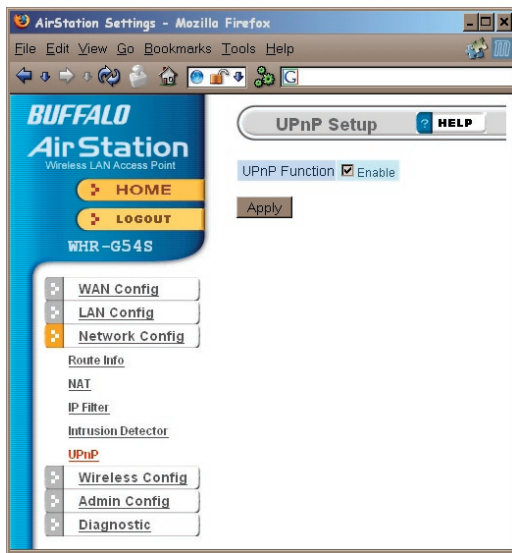 AirStation Settings - Mozilla Firefox
File Edit View Go Bookmarks Tools Help
G
BUFFALO
AirStation
Wireless LAN Access Point
HOME
LOGOUT
WHR-G54S
UPnP Setup
? HELP
UPnP Function Enable
Apply
WAN Config
LAN Config
Network Config
Route Info
NAT
IP Filter
Intrusion Detector
UPnP
Wireless Config
Admin Config
Diagnostic